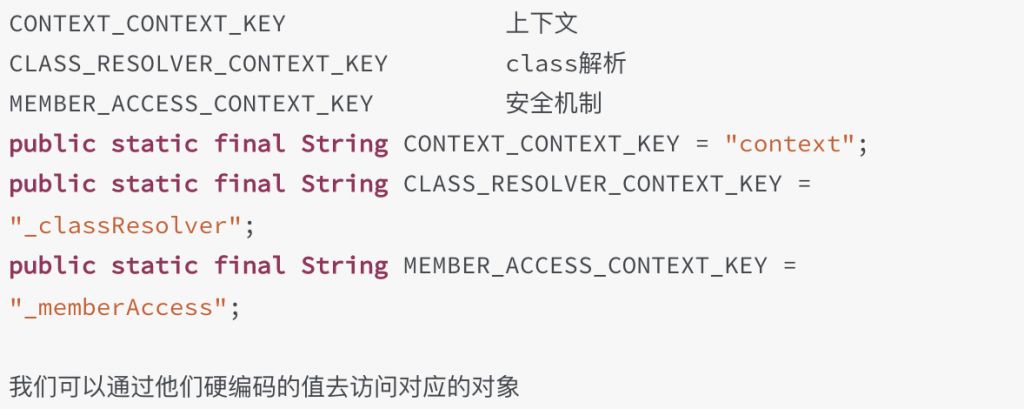 CONTEXT_CONTEXT_KEY 上下文
CLASS_RESOLVER_CONTEXT_KEY class解析
MEMBER_ACCESS_CONTEXT_KEY 安全机制
public static final String CONTEXT_CONTEXT_KEY = "context";
public static final String CLASS_RESOLVER_CONTEXT_KEY =
"_classResolver";
public static final String MEMBER_ACCESS_CONTEXT_KEY =
"_memberAccess";
我们可以通过他们硬编码的值去访问对应的对象